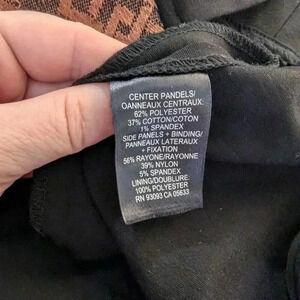 CENTER PANELS/
OANNEAUX CENTRAUX:
62% POLYESTER
37% COTTON/COTON
1% SPANDEX
SIDE PANELS + BINDING/
PANNEAUX LATERAUX
+ FIXATION
56% RAYONE/RAYONNE
39% NYLON
5% SPANDEX
LINING/DOUBLURE:
100% POLYESTER
RN 93093 CA 05633